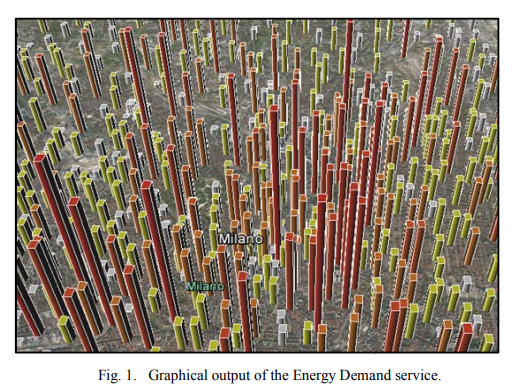 Milano
Milano
Fig. 1. Graphical output of the Energy Demand service.